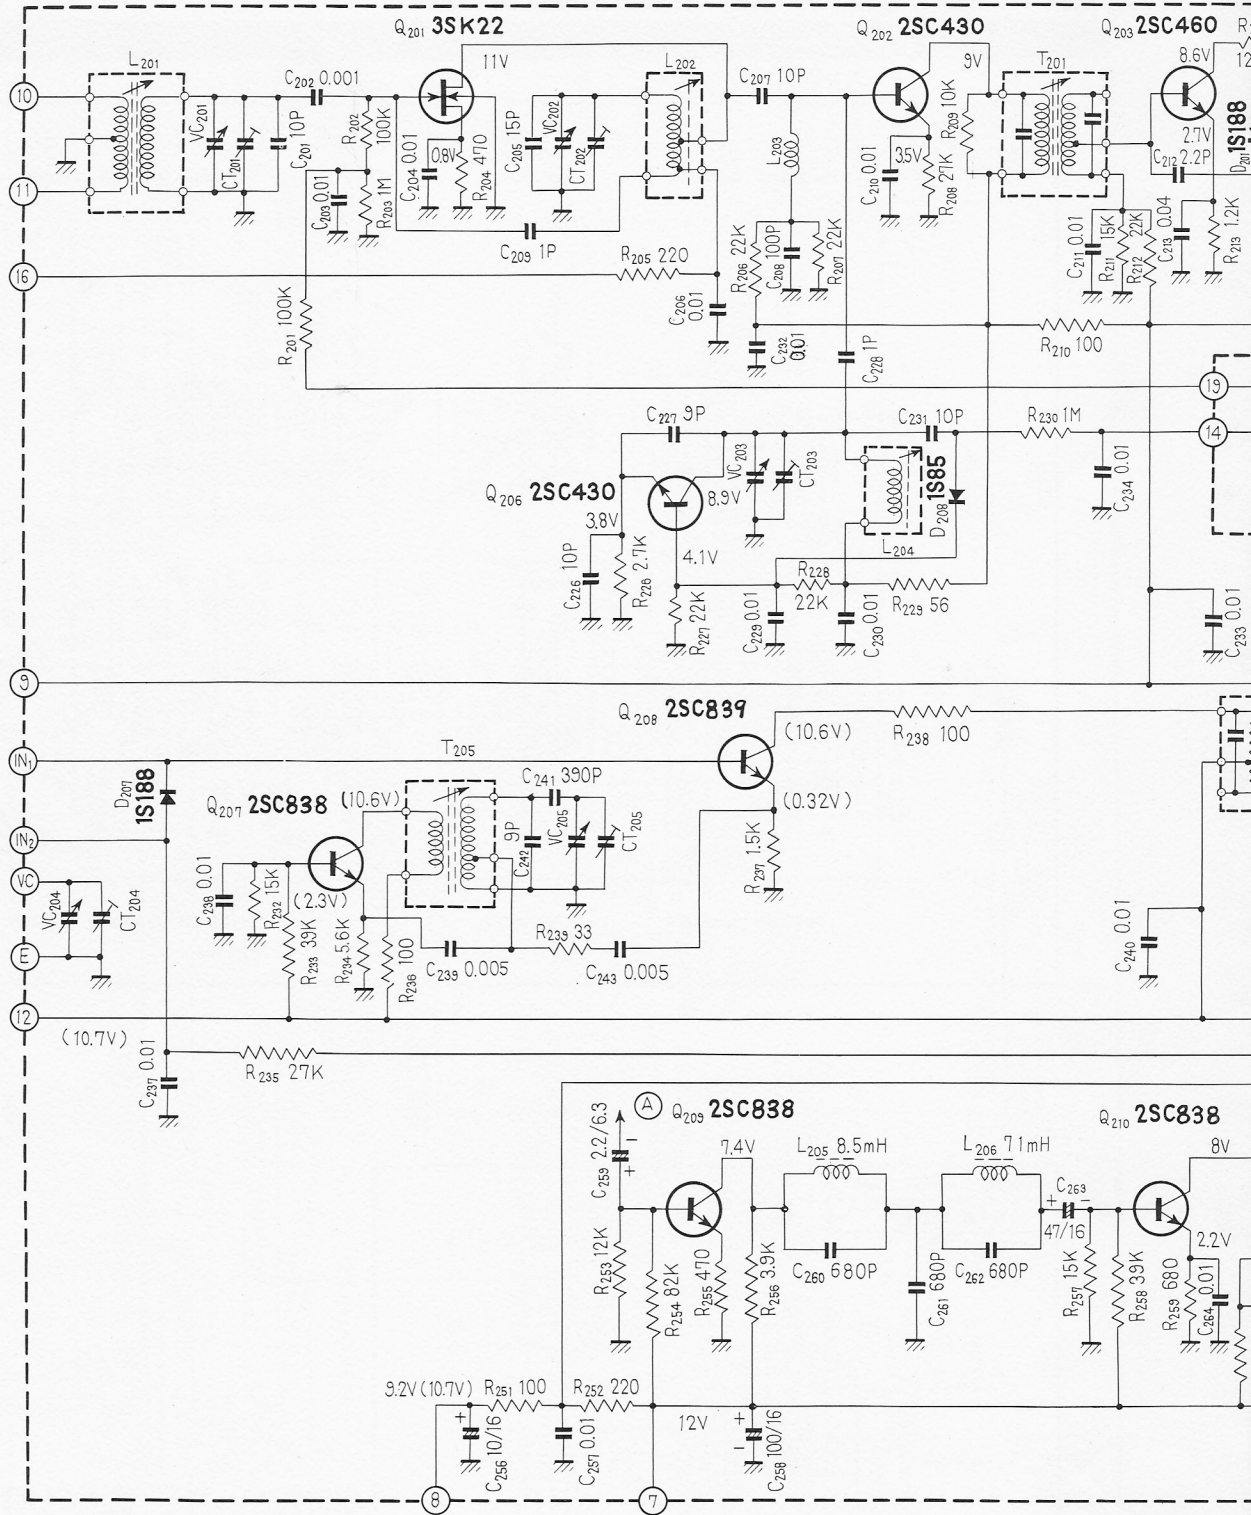 Q201 3SK22
Q202 2SC430
Q203 2SC460
R
12
L201
C202 0.001
11V
L202
C207 10P
9V
T201
8.6V
10
VC201
CT201
C201 10P
R202 100K
C204 0.01
0.8V
R204 470
C205 15P
VC202
CT202
L203
C210 0.01
3.5V
R208 27K
R209 10K
2.7V
C212 2.2P
D201 1S188
11
C203 0.01
R203 1M
C209 1P
R205 220
C206 0.01
R206 22K
C208 100P
R207 22K
C211 0.01
R211 15K
R212 22K
C213 0.04
R213 1.2K
16
R201 100K
C232 0.01
C228 1P
R210 100
19
C227 9P
C231 10P
R230 1M
14
Q206 2SC430
8.9V
VC203
CT203
D208 1S85
C234 0.01
3.8V
4.1V
L204
C226 10P
R226 2.7K
R227 22K
R228 22K
C229 0.01
C230 0.01
R229 56
C233 0.01
9
Q208 2SC839
(10.6V)
R238 100
IN1
D207 1S188
T205
C241 390P
(0.32V)
Q207 2SC838
(10.6V)
9P
C242
VC205
CT205
R237 1.5K
IN2
VC
VC204
CT204
C238 0.01
R232 15K
R233 39K
(2.3V)
R234 5.6K
R236 100
C239 0.005
R239 33
C243 0.005
C240 0.01
E
12
(10.7V)
C237 0.01
R235 27K
A
Q209 2SC838
Q210 2SC838
C259 2.2/6.3
-
+
7.4V
L205 8.5mH
L206 71mH
8V
+ C263 -
47/16
R253 12K
R254 82K
R255 470
R256 3.9K
C260 680P
C261 680P
C262 680P
R257 15K
R258 39K
2.2V
R259 680
C264 0.01
9.2V(10.7V)
R251 100
R252 220
12V
+
C256 10/16
C257 0.01
+
-
C258 100/16
8
7